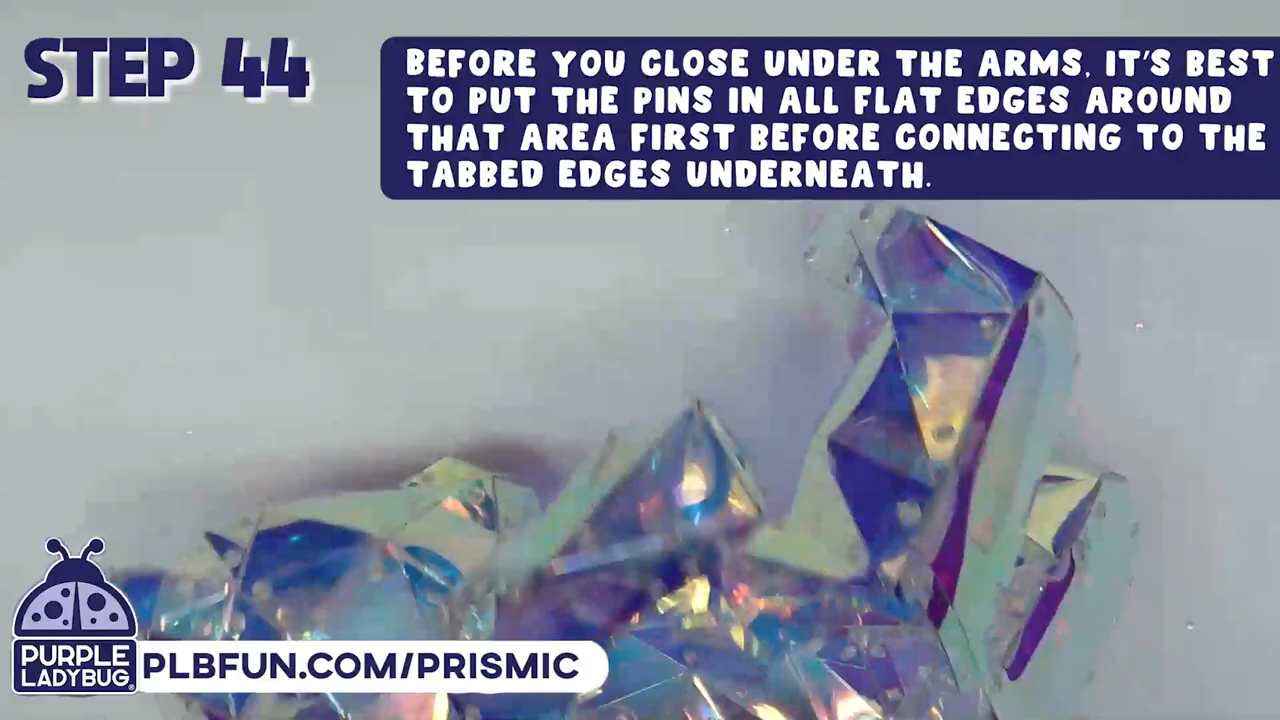 STEP 44
BEFORE YOU CLOSE UNDER THE ARMS, IT'S BEST
TO PUT THE PINS IN ALL FLAT EDGES AROUND
THAT AREA FIRST BEFORE CONNECTING TO THE
TABBED EDGES UNDERNEATH.
PURPLE
LADYBUG®
PLBFUN.COM/PRISMIC